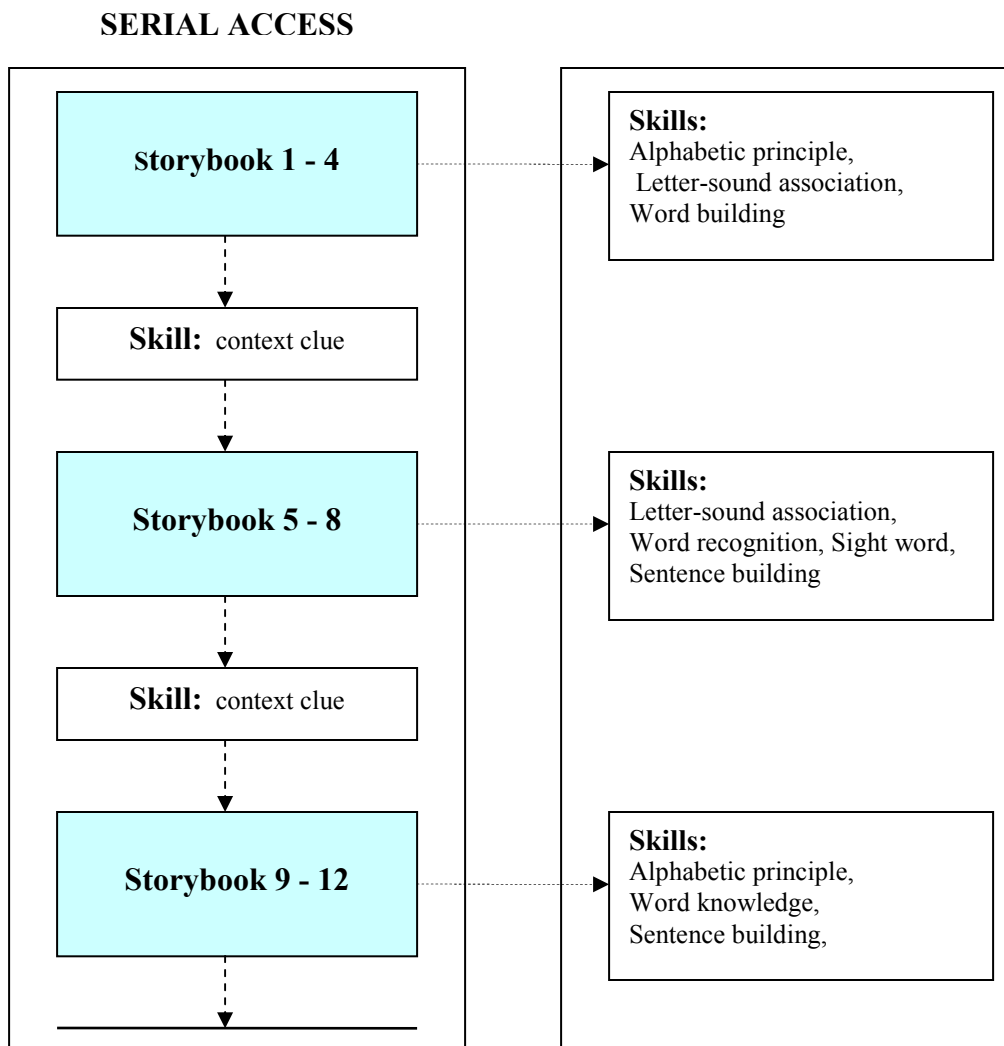 SERIAL ACCESS
Storybook 1 - 4
Skills:
Alphabetic principle,
Letter-sound association,
Word building
Skill: context clue
Storybook 5 - 8
Skills:
Letter-sound association,
Word recognition, Sight word,
Sentence building
Skill: context clue
Storybook 9 - 12
Skills:
Alphabetic principle,
Word knowledge,
Sentence building,